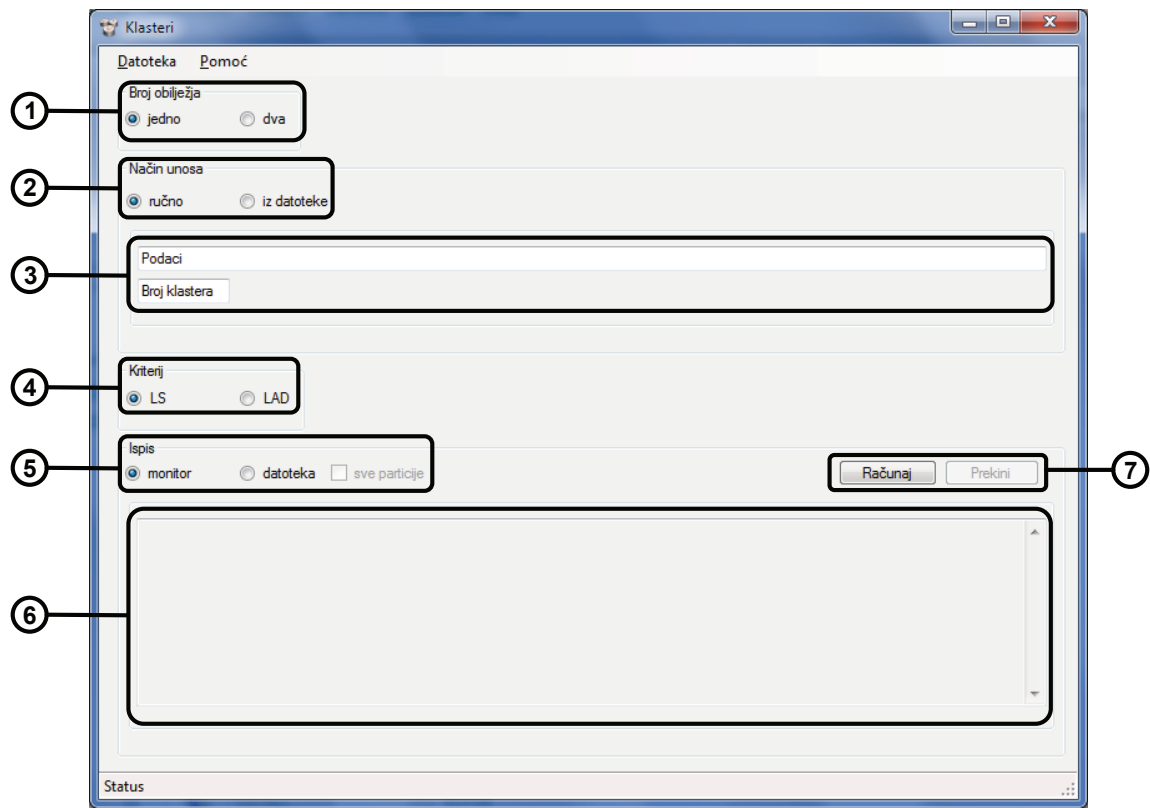 Klasteri
Datoteka Pomoć
Broj obilježja
1 jedno dva
Način unosa
2 ručno iz datoteke
3 Podaci
Broj klastera
Kriterij
4 LS LAD
Ispis
5 monitor datoteka sve particije Računaj Prekini 7
6
Status